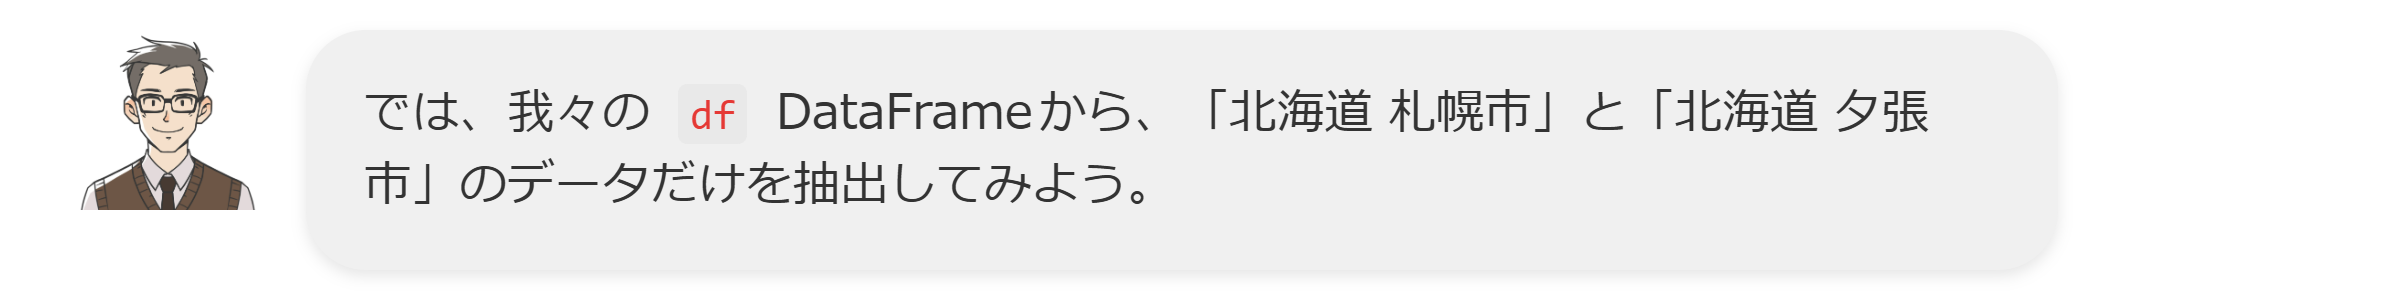 では、我々の df DataFrameから、「北海道 札幌市」と「北海道 夕張
市」のデータだけを抽出してみよう。